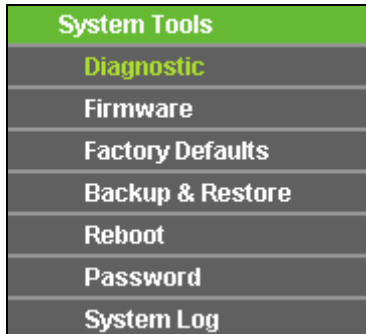 System Tools
Diagnostic
Firmware
Factory Defaults
Backup & Restore
Reboot
Password
System Log